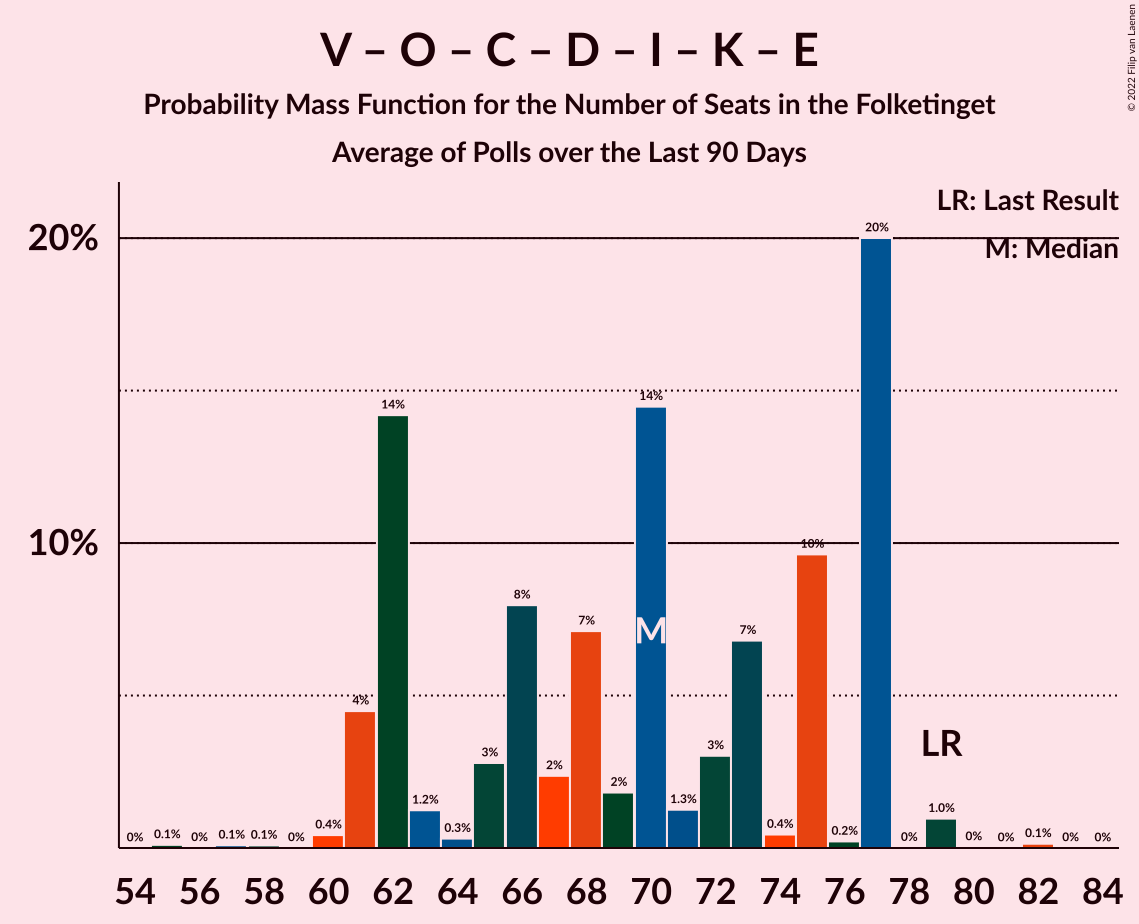 V – O – C – D – I – K – E
Probability Mass Function for the Number of Seats in the Folketinget
Average of Polls over the Last 90 Days
© 2022 Filip van Laenen
LR: Last Result
M: Median
20%
10%
0% 0.1% 0% 0.1% 0.1% 0% 0.4% 4% 14% 1.2% 0.3% 3% 8% 2% 7% 2% 14% 1.3% 3% 7% 0.4% 10% 0.2% 20% 0% 1.0% 0% 0% 0.1% 0% 0%
M
LR
54 56 58 60 62 64 66 68 70 72 74 76 78 80 82 84